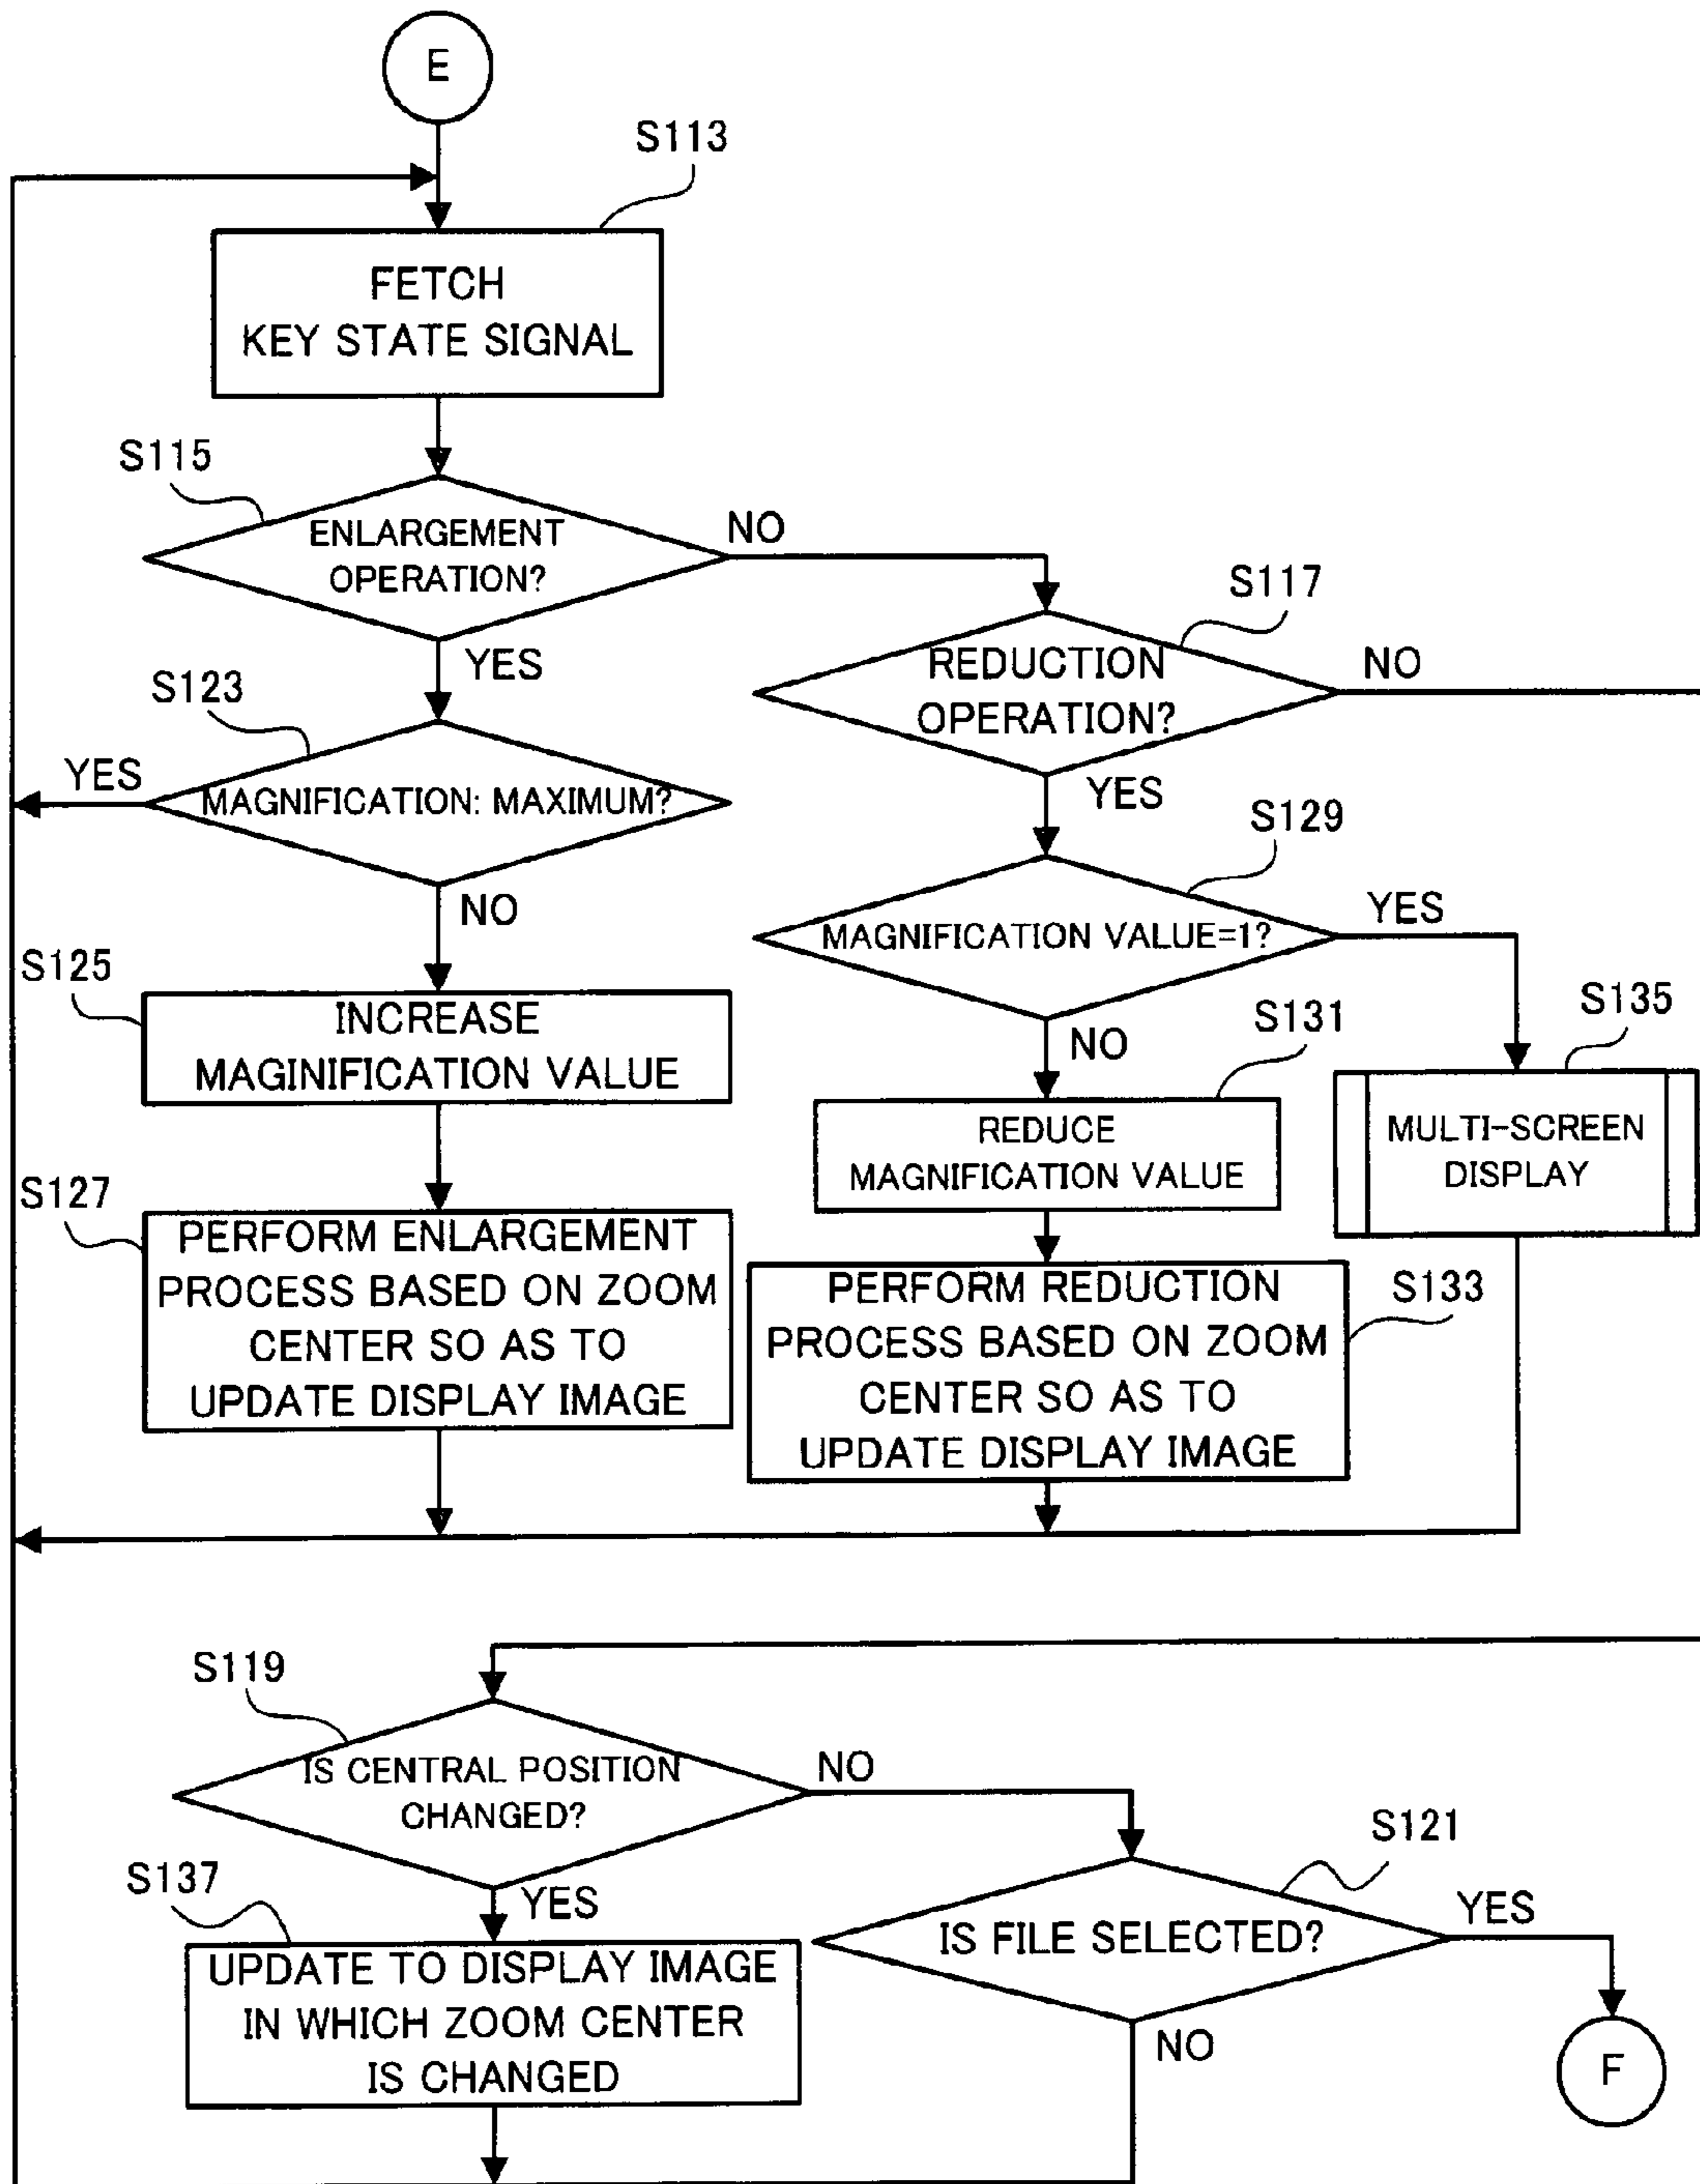 E
S113
FETCH
KEY STATE SIGNAL
S115
ENLARGEMENT
OPERATION?
NO
YES
S117
REDUCTION
OPERATION?
NO
YES
S123
YES
MAGNIFICATION: MAXIMUM?
NO
S129
MAGNIFICATION VALUE=1?
YES
NO
S125
INCREASE
MAGINIFICATION VALUE
S131
REDUCE
MAGNIFICATION VALUE
S135
MULTI-SCREEN
DISPLAY
S127
PERFORM ENLARGEMENT
PROCESS BASED ON ZOOM
CENTER SO AS TO
UPDATE DISPLAY IMAGE
S133
PERFORM REDUCTION
PROCESS BASED ON ZOOM
CENTER SO AS TO
UPDATE DISPLAY IMAGE
S119
IS CENTRAL POSITION
CHANGED?
NO
YES
S121
IS FILE SELECTED?
YES
NO
S137
UPDATE TO DISPLAY IMAGE
IN WHICH ZOOM CENTER
IS CHANGED
F